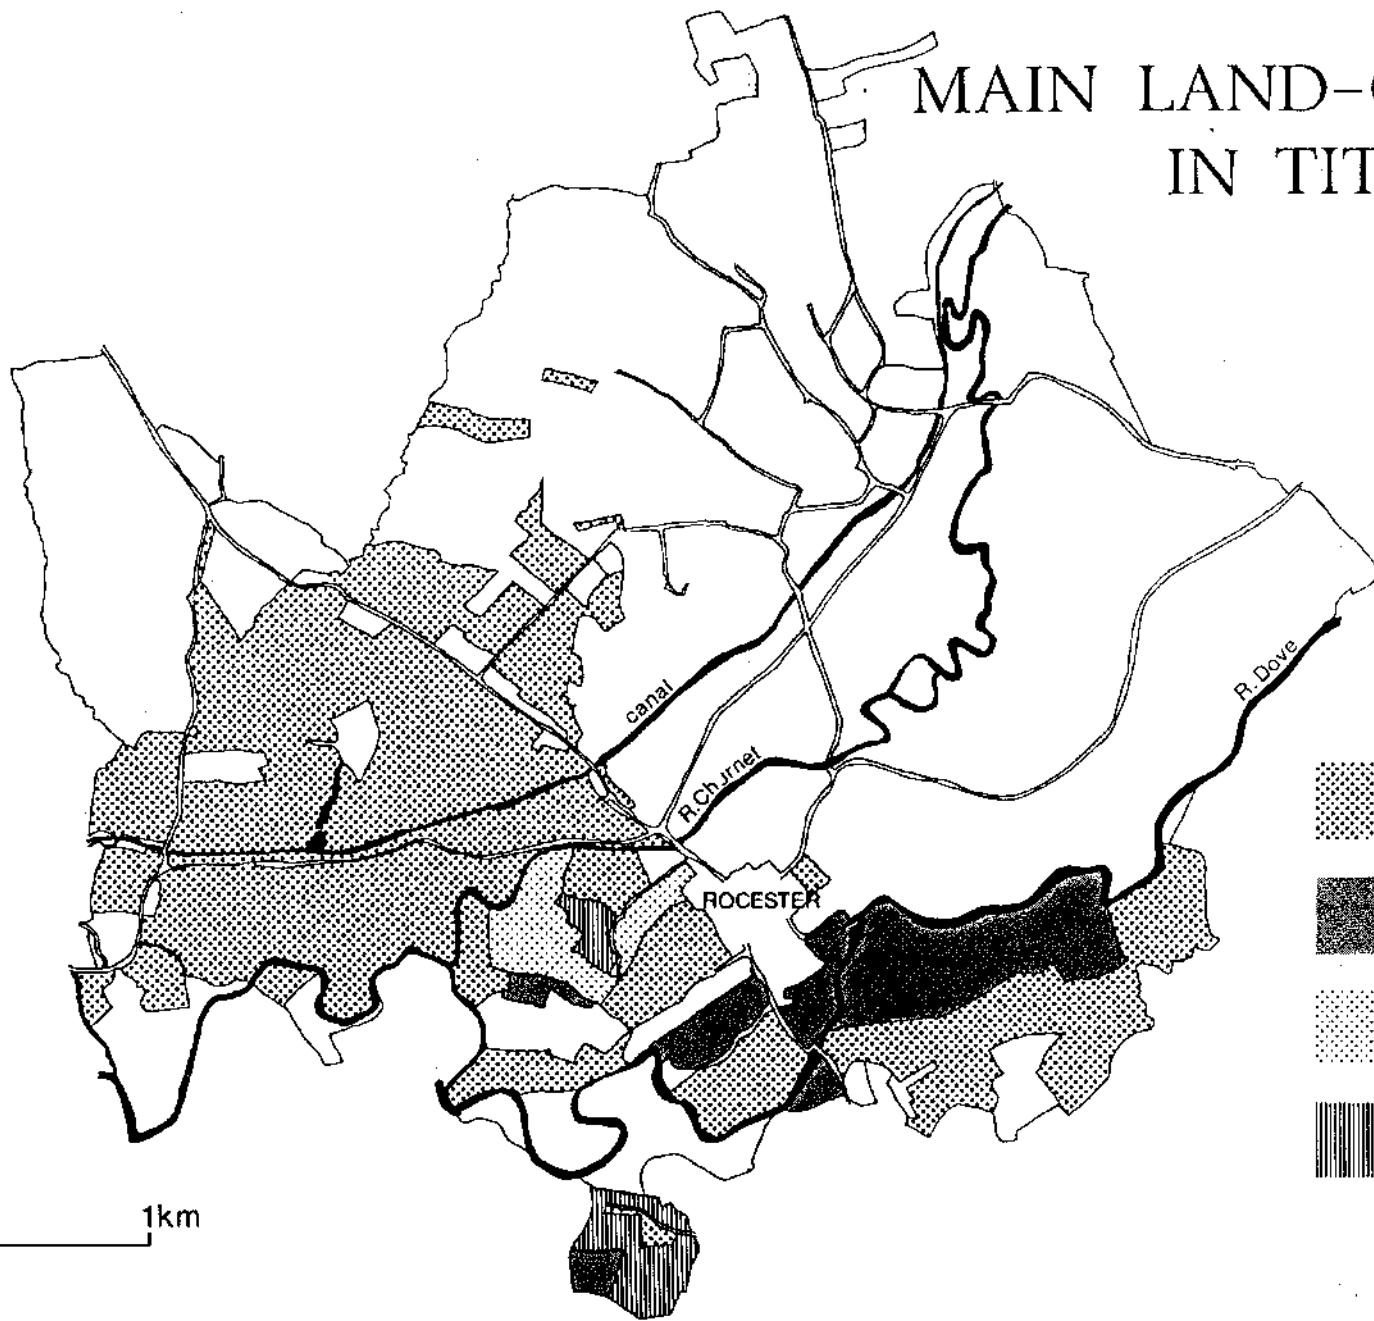 MAIN LAND-
IN TIT
canal
R. Churnet
R. Dove
ROCESTER
1km